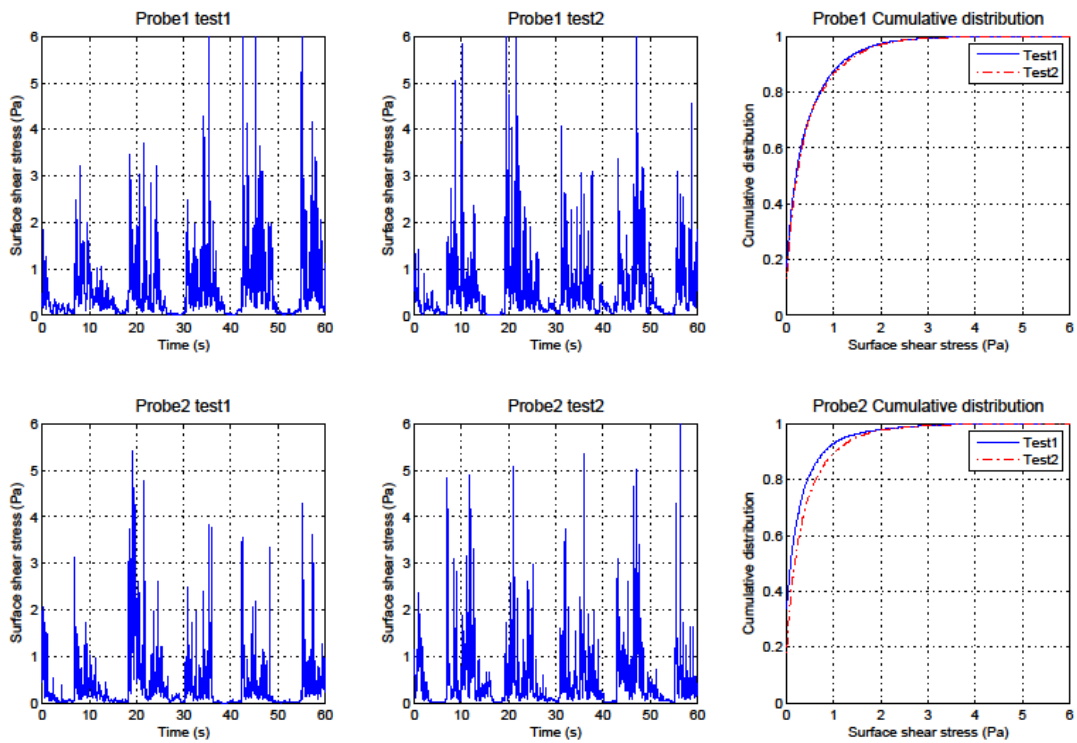 Probe1 test1
Surface shear stress (Pa)
6
5
4
3
2
1
0
0 10 20 30 40 50 60
Time (s)
Probe1 test2
Surface shear stress (Pa)
6
5
4
3
2
1
0
0 10 20 30 40 50 60
Time (s)
Probe1 Cumulative distribution
Cumulative distribution
1
0.8
0.6
0.4
0.2
0
0 1 2 3 4 5 6
Surface shear stress (Pa)
Test1
Test2
Probe2 test1
Surface shear stress (Pa)
6
5
4
3
2
1
0
0 10 20 30 40 50 60
Time (s)
Probe2 test2
Surface shear stress (Pa)
6
5
4
3
2
1
0
0 10 20 30 40 50 60
Time (s)
Probe2 Cumulative distribution
Cumulative distribution
1
0.8
0.6
0.4
0.2
0
0 1 2 3 4 5 6
Surface shear stress (Pa)
Test1
Test2